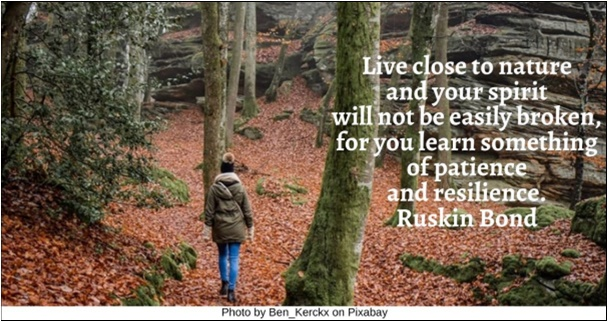 Live close to nature
and your spirit
will not be easily broken,
for you learn something
of patience
and resilience.
Ruskin Bond
Photo by Ben_Kerckx on Pixabay